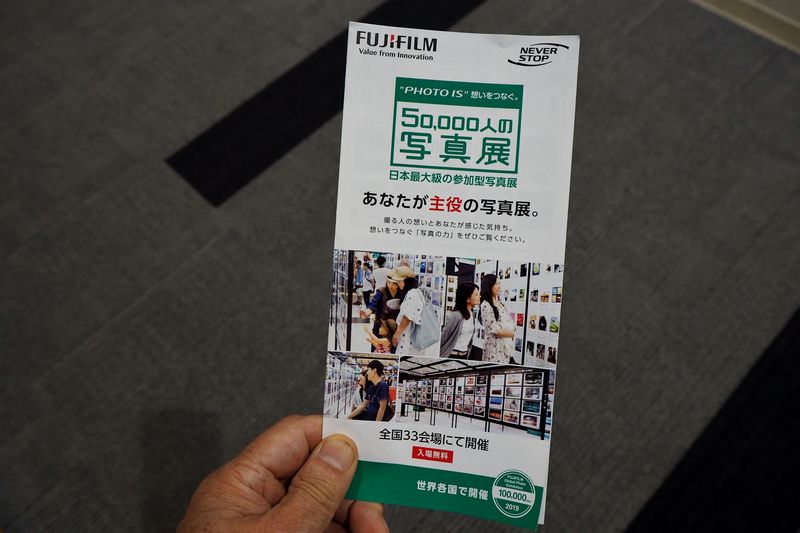 FUJIFILM
Value from Innovation
NEVER
STOP
"PHOTO IS" 想いをつなぐ。
50,000人の
写真展
日本最大級の参加型写真展
あなたが主役の写真展。
撮る人の想いとあなたが感じた気持ち。
想いをつなぐ「写真の力」をぜひご覧ください。
全国33会場にて開催
入場無料
世界各国で開催
FUJIFILM
Global Photo
Exhibition
100,000
2019